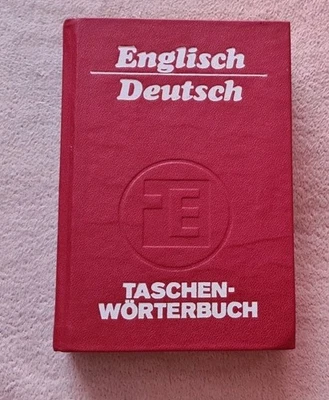 Englisch
Deutsch
TASCHEN-
WÖRTERBUCH